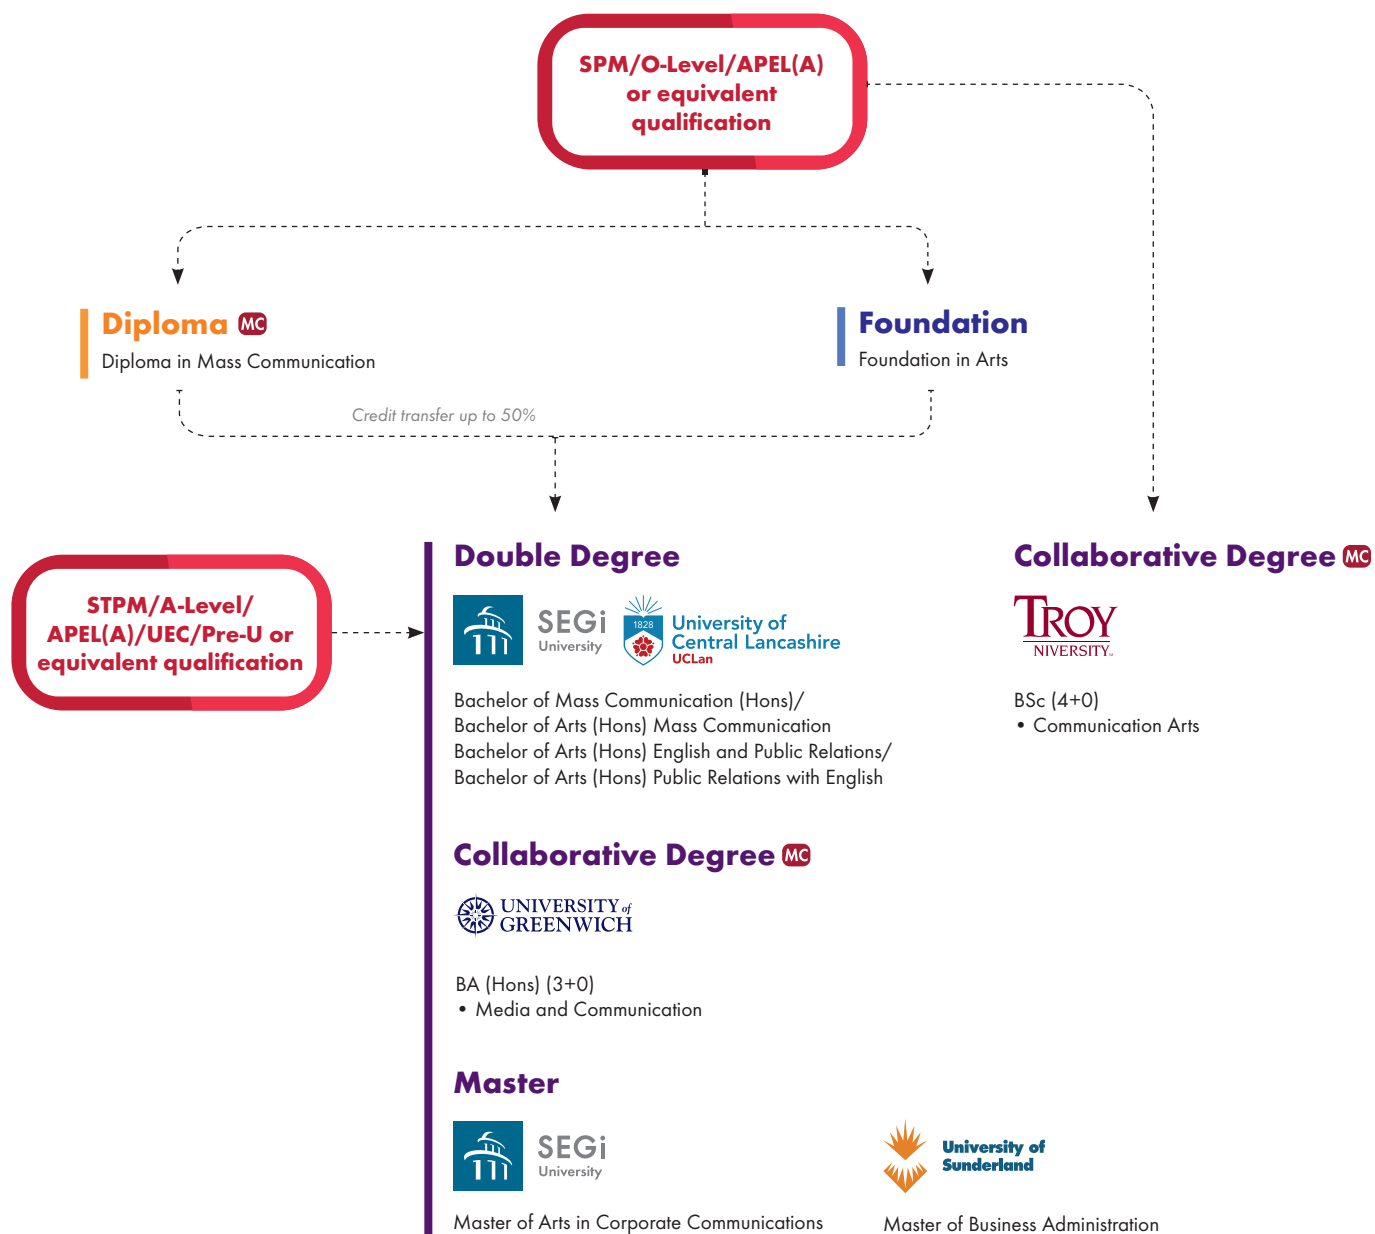 SPM/O-Level/APEL(A)
or equivalent
qualification
Diploma MC
Diploma in Mass Communication
Foundation
Foundation in Arts
Credit transfer up to 50%
STPM/A-Level/
APEL(A)/UEC/Pre-U or
equivalent qualification
Double Degree
SEGi
University
1828
University of
Central Lancashire
UCLan
Bachelor of Mass Communication (Hons)/
Bachelor of Arts (Hons) Mass Communication
Bachelor of Arts (Hons) English and Public Relations/
Bachelor of Arts (Hons) Public Relations with English
Collaborative Degree MC
TROY
NIVERSITY
BSc (4+0)
• Communication Arts
Collaborative Degree MC
UNIVERSITY of
GREENWICH
BA (Hons) (3+0)
• Media and Communication
Master
SEGi
University
Master of Arts in Corporate Communications
University of
Sunderland
Master of Business Administration